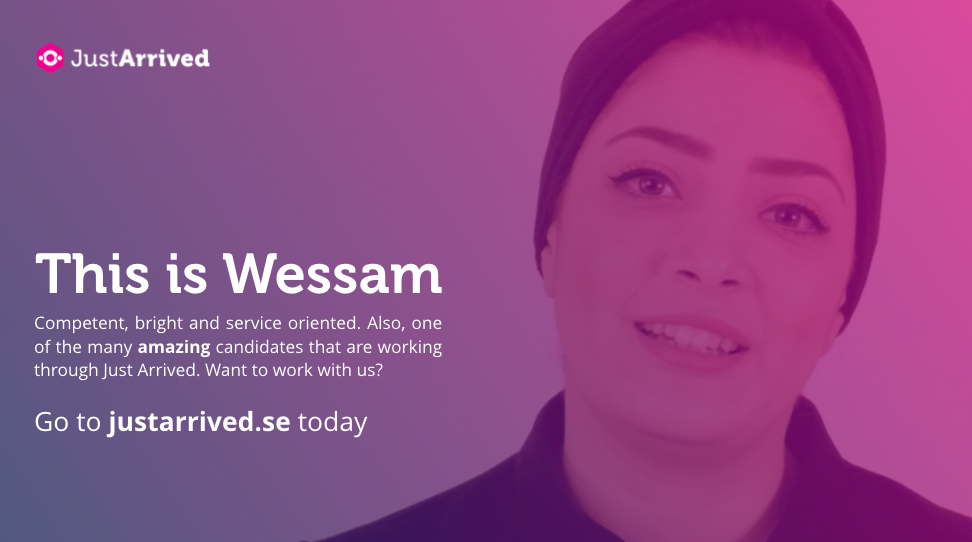 JustArrived
This is Wessam
Competent, bright and service oriented. Also, one
of the many amazing candidates that are working
through Just Arrived. Want to work with us?
Go to justarrived.se today